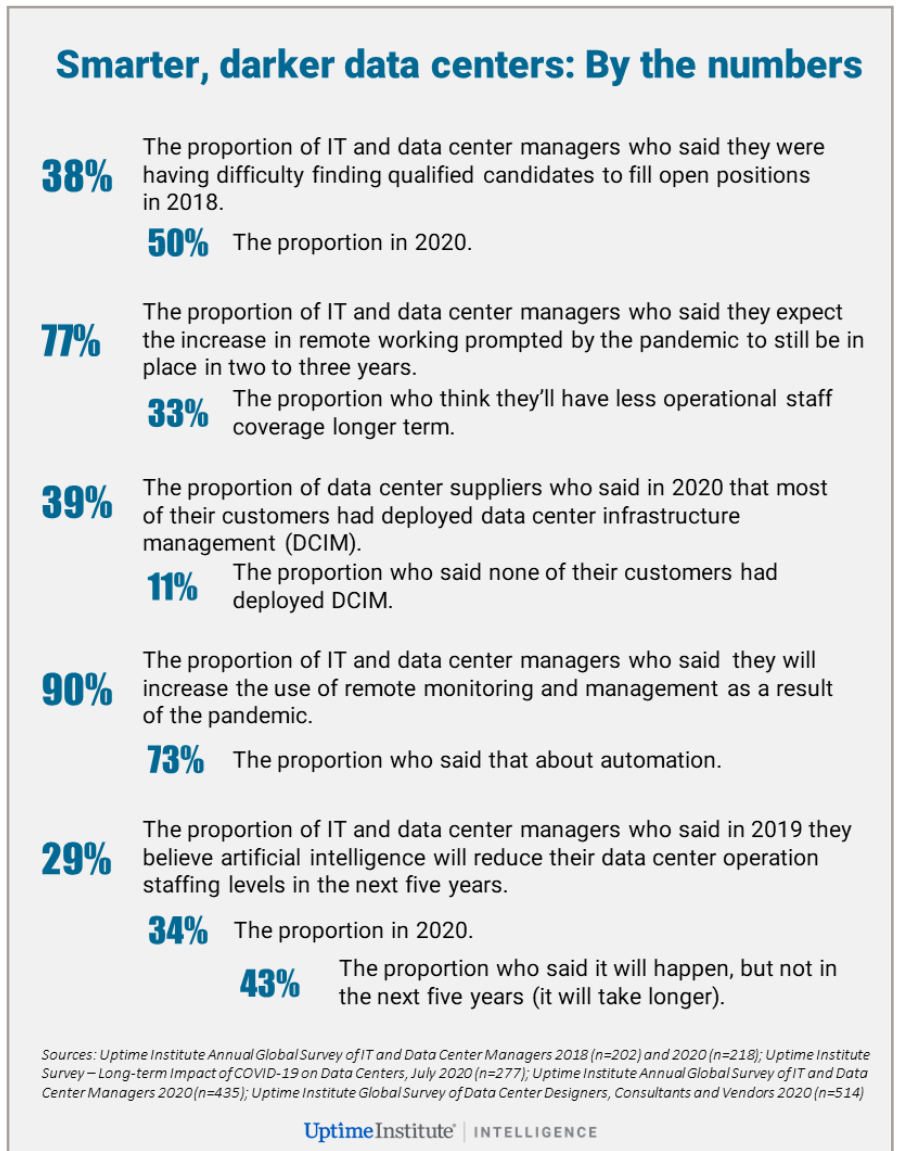 Smarter, darker data centers: By the numbers
38%
The proportion of IT and data center managers who said they were
having difficulty finding qualified candidates to fill open positions
in 2018.
50%
The proportion in 2020.
77%
The proportion of IT and data center managers who said they expect
the increase in remote working prompted by the pandemic to still be in
place in two to three years.
33%
The proportion who think they'll have less operational staff
coverage longer term.
39%
The proportion of data center suppliers who said in 2020 that most
of their customers had deployed data center infrastructure
management (DCIM).
11%
The proportion who said none of their customers had
deployed DCIM.
90%
The proportion of IT and data center managers who said they will
increase the use of remote monitoring and management as a result
of the pandemic.
73%
The proportion who said that about automation.
29%
The proportion of IT and data center managers who said in 2019 they
believe artificial intelligence will reduce their data center operation
staffing levels in the next five years.
34%
The proportion in 2020.
43%
The proportion who said it will happen, but not in
the next five years (it will take longer).
Sources: Uptime Institute Annual Global Survey of IT and Data Center Managers 2018 (n=202) and 2020 (n=218); Uptime Institute
Survey – Long-term Impact of COVID-19 on Data Centers, July 2020 (n=277); Uptime Institute Annual Global Survey of IT and Data
Center Managers 2020 (n=435); Uptime Institute Global Survey of Data Center Designers, Consultants and Vendors 2020 (n=514)
UptimeInstitute® | INTELLIGENCE